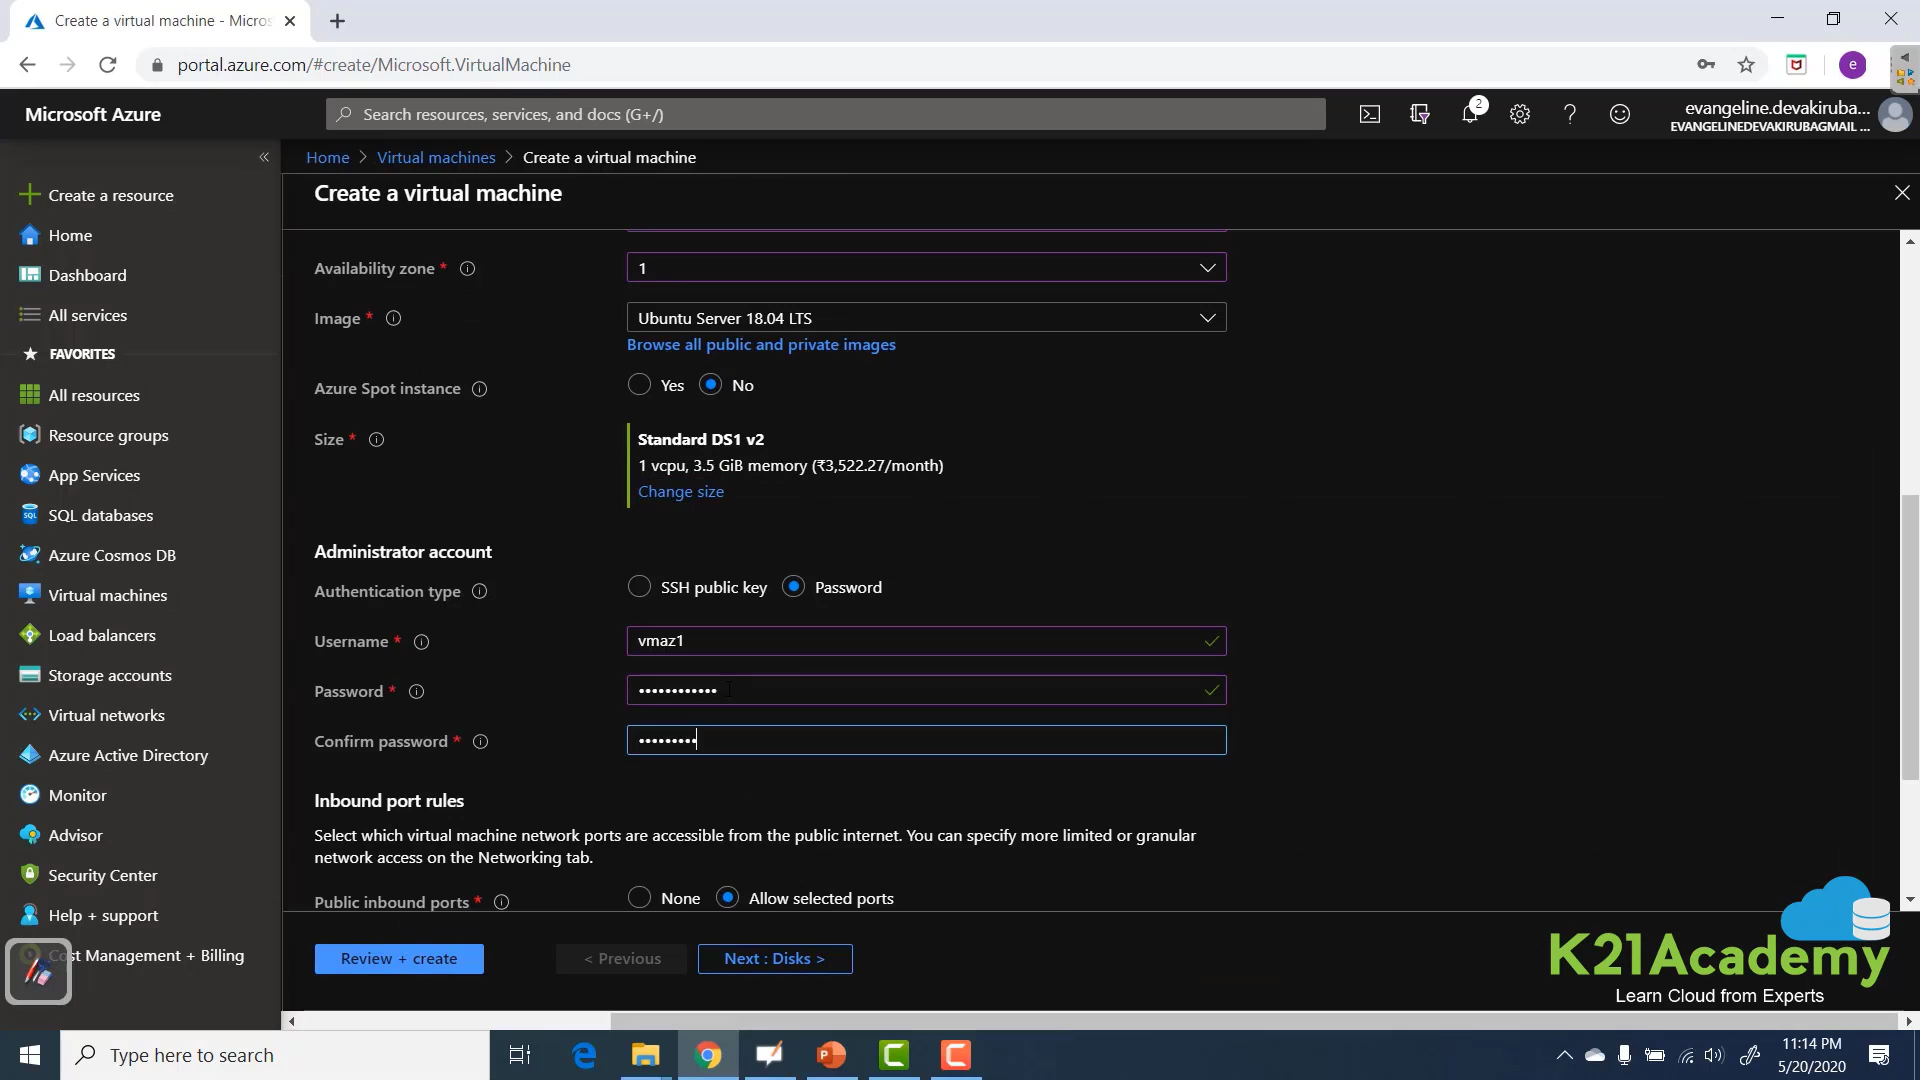 Create a virtual machine - Micros
portal.azure.com/#create/Microsoft.VirtualMachine
e
Microsoft Azure
Search resources, services, and docs (G+/)
2
evangeline.devakiruba...
EVANGELINEDEVAKIRUBAGMAIL ...
Home > Virtual machines > Create a virtual machine
Create a virtual machine
Create a resource
Home
Dashboard
All services
FAVORITES
All resources
Resource groups
App Services
SQL databases
Azure Cosmos DB
Virtual machines
Load balancers
Storage accounts
Virtual networks
Azure Active Directory
Monitor
Advisor
Security Center
Help + support
Cost Management + Billing
Availability zone *
1
Image *
Ubuntu Server 18.04 LTS
Browse all public and private images
Azure Spot instance
Yes
No
Size *
Standard DS1 v2
1 vcpu, 3.5 GiB memory (₹3,522.27/month)
Change size
Administrator account
Authentication type
SSH public key
Password
Username *
vmaz1
Password *
••••••••••••
Confirm password *
•••••••••
Inbound port rules
Select which virtual machine network ports are accessible from the public internet. You can specify more limited or granular
network access on the Networking tab.
Public inbound ports *
None
Allow selected ports
Review + create
< Previous
Next : Disks >
K21Academy
Learn Cloud from Experts
Type here to search
11:14 PM
5/20/2020